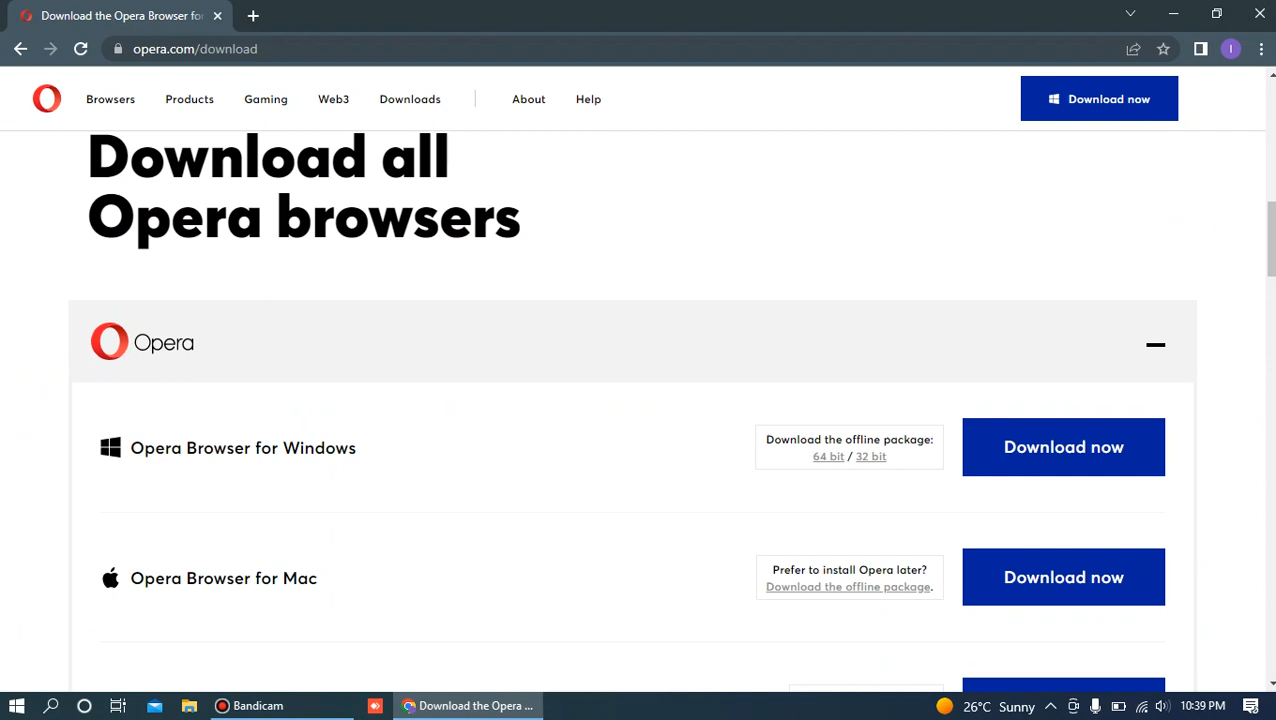 Download the Opera Browser for
opera.com/download
I
Browsers
Products
Gaming
Web3
Downloads
About
Help
Download now
Download all
Opera browsers
Opera
Opera Browser for Windows
Download the offline package:
64 bit / 32 bit
Download now
Opera Browser for Mac
Prefer to install Opera later?
Download the offline package.
Download now
Bandicam
Download the Opera ...
26°C Sunny
10:39 PM